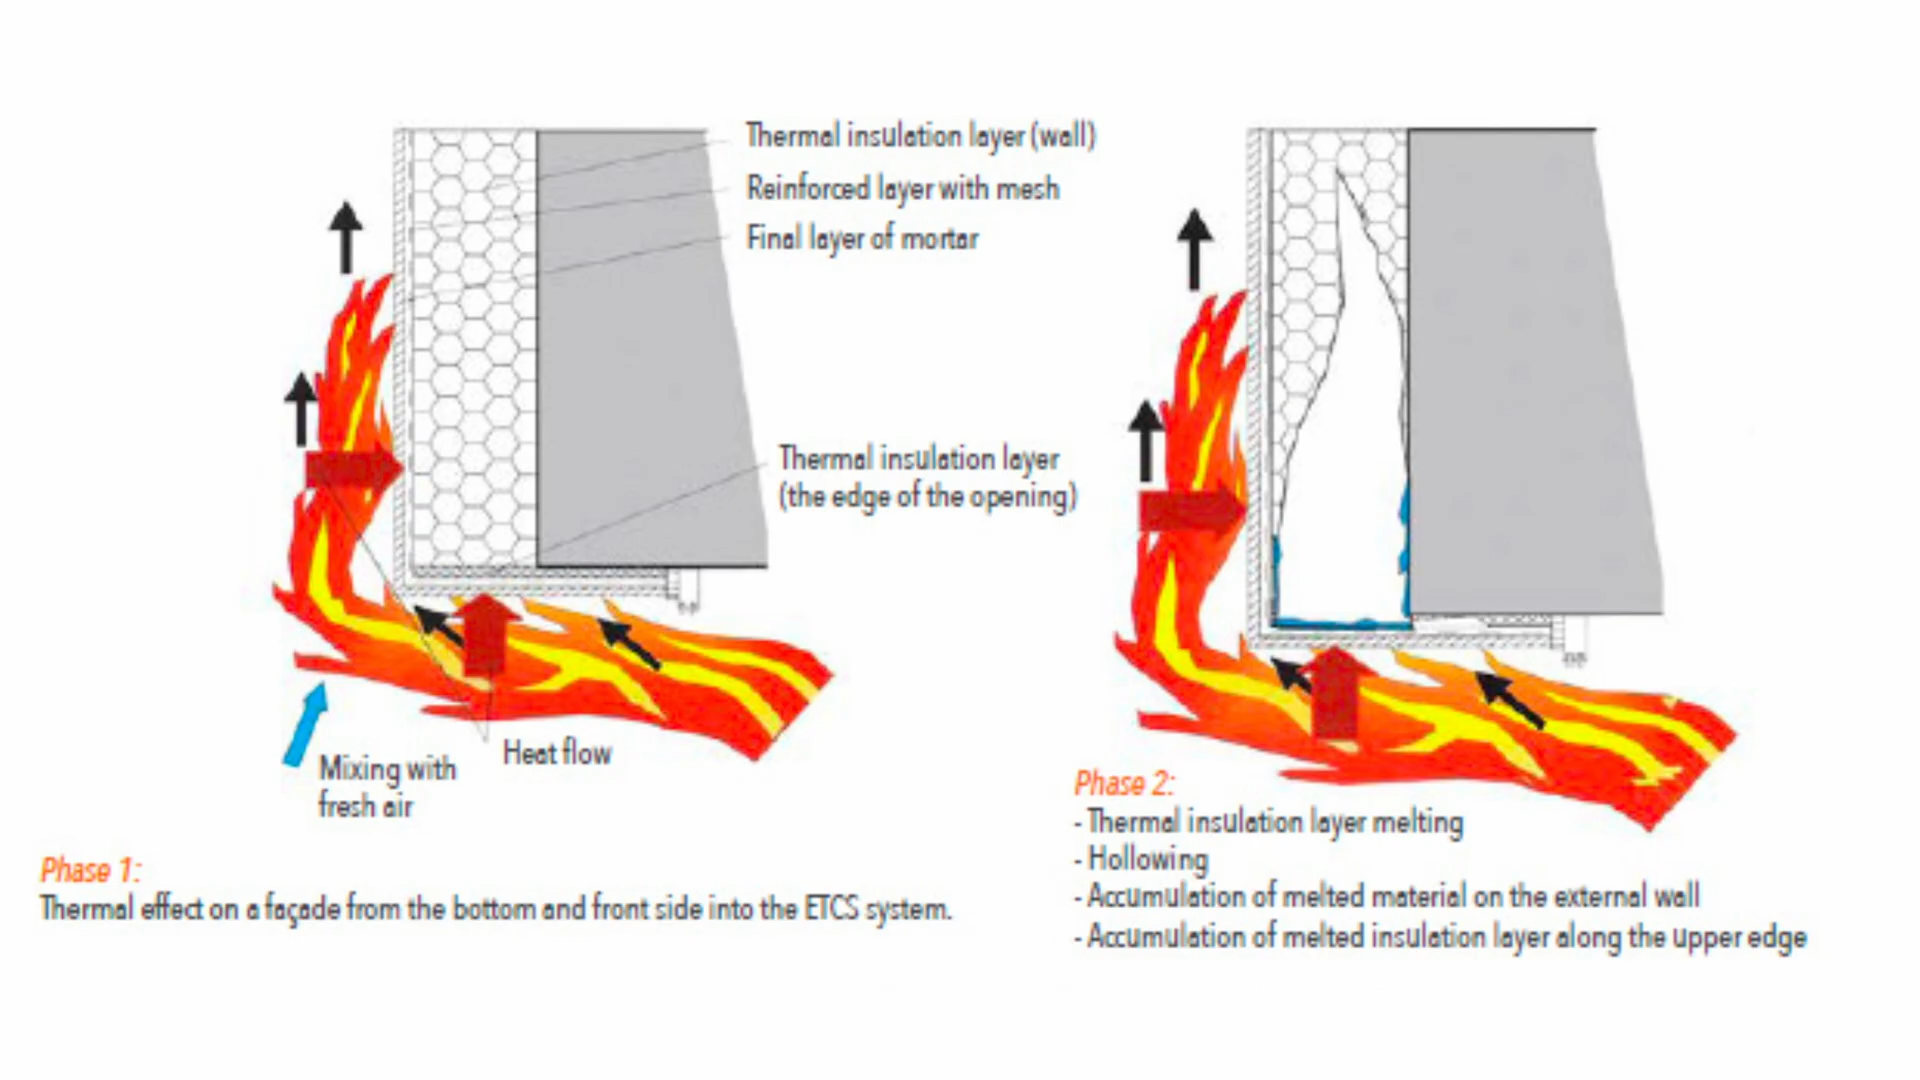 Thermal insulation layer (wall)
Reinforced layer with mesh
Final layer of mortar
Thermal insulation layer
(the edge of the opening)
Heat flow
Mixing with
fresh air
Phase 1:
Thermal effect on a façade from the bottom and front side into the ETCS system.
Phase 2:
- Thermal insulation layer melting
- Hollowing
- Accumulation of melted material on the external wall
- Accumulation of melted insulation layer along the upper edge